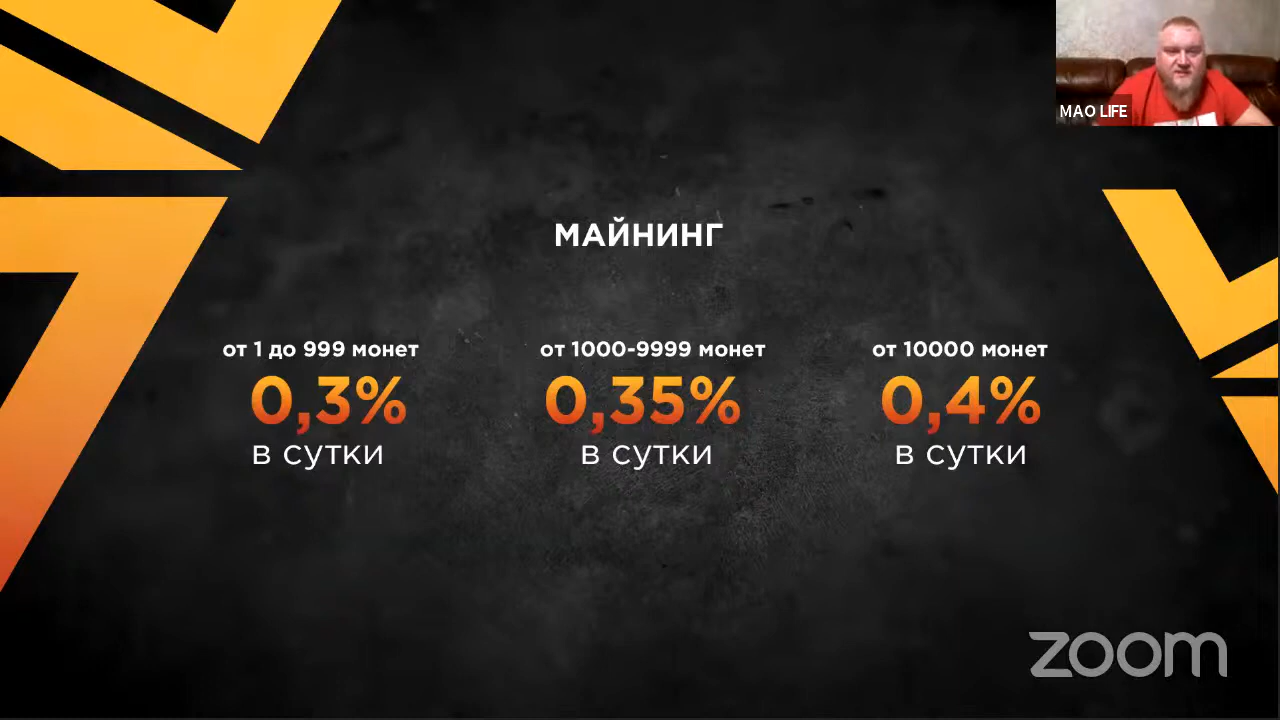 MAO LIFE
МАЙНИНГ
от 1 до 999 монет
0,3%
в сутки
от 1000-9999 монет
0,35%
в сутки
от 10000 монет
0,4%
в сутки
zoom